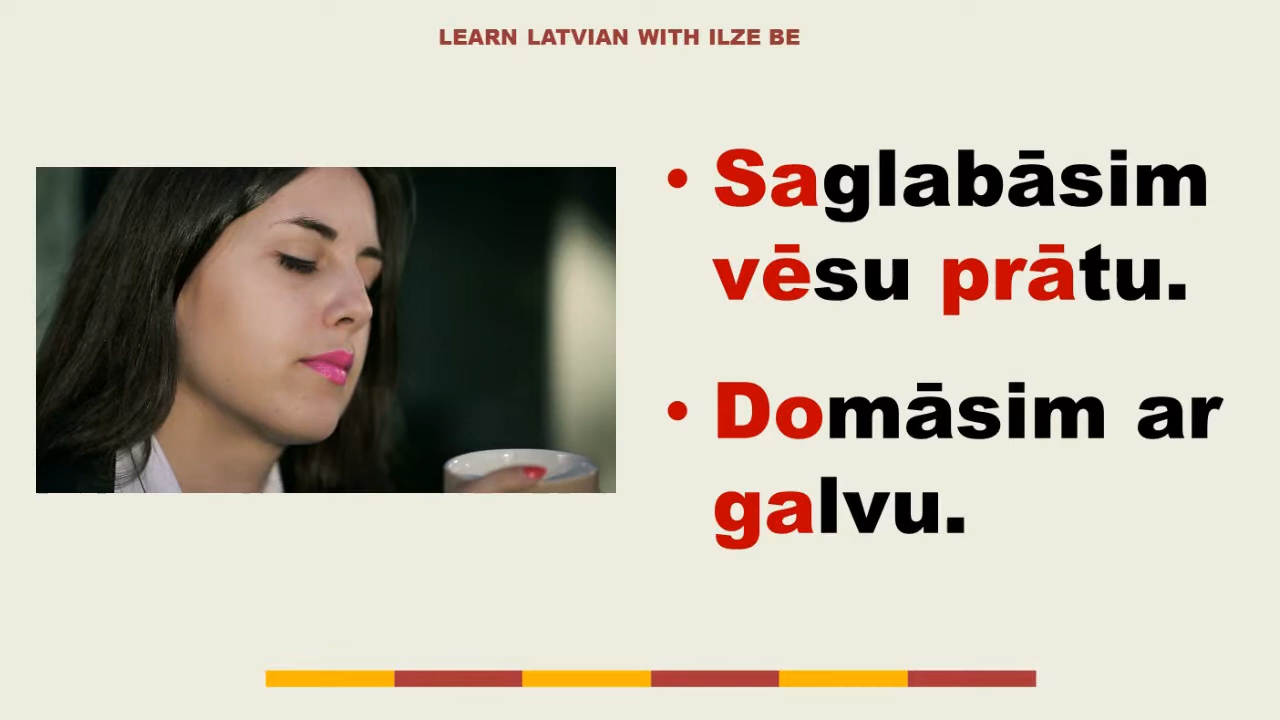 LEARN LATVIAN WITH ILZE BE
• Saglabāsim
vēsu prātu.
• Domāsim ar
galvu.